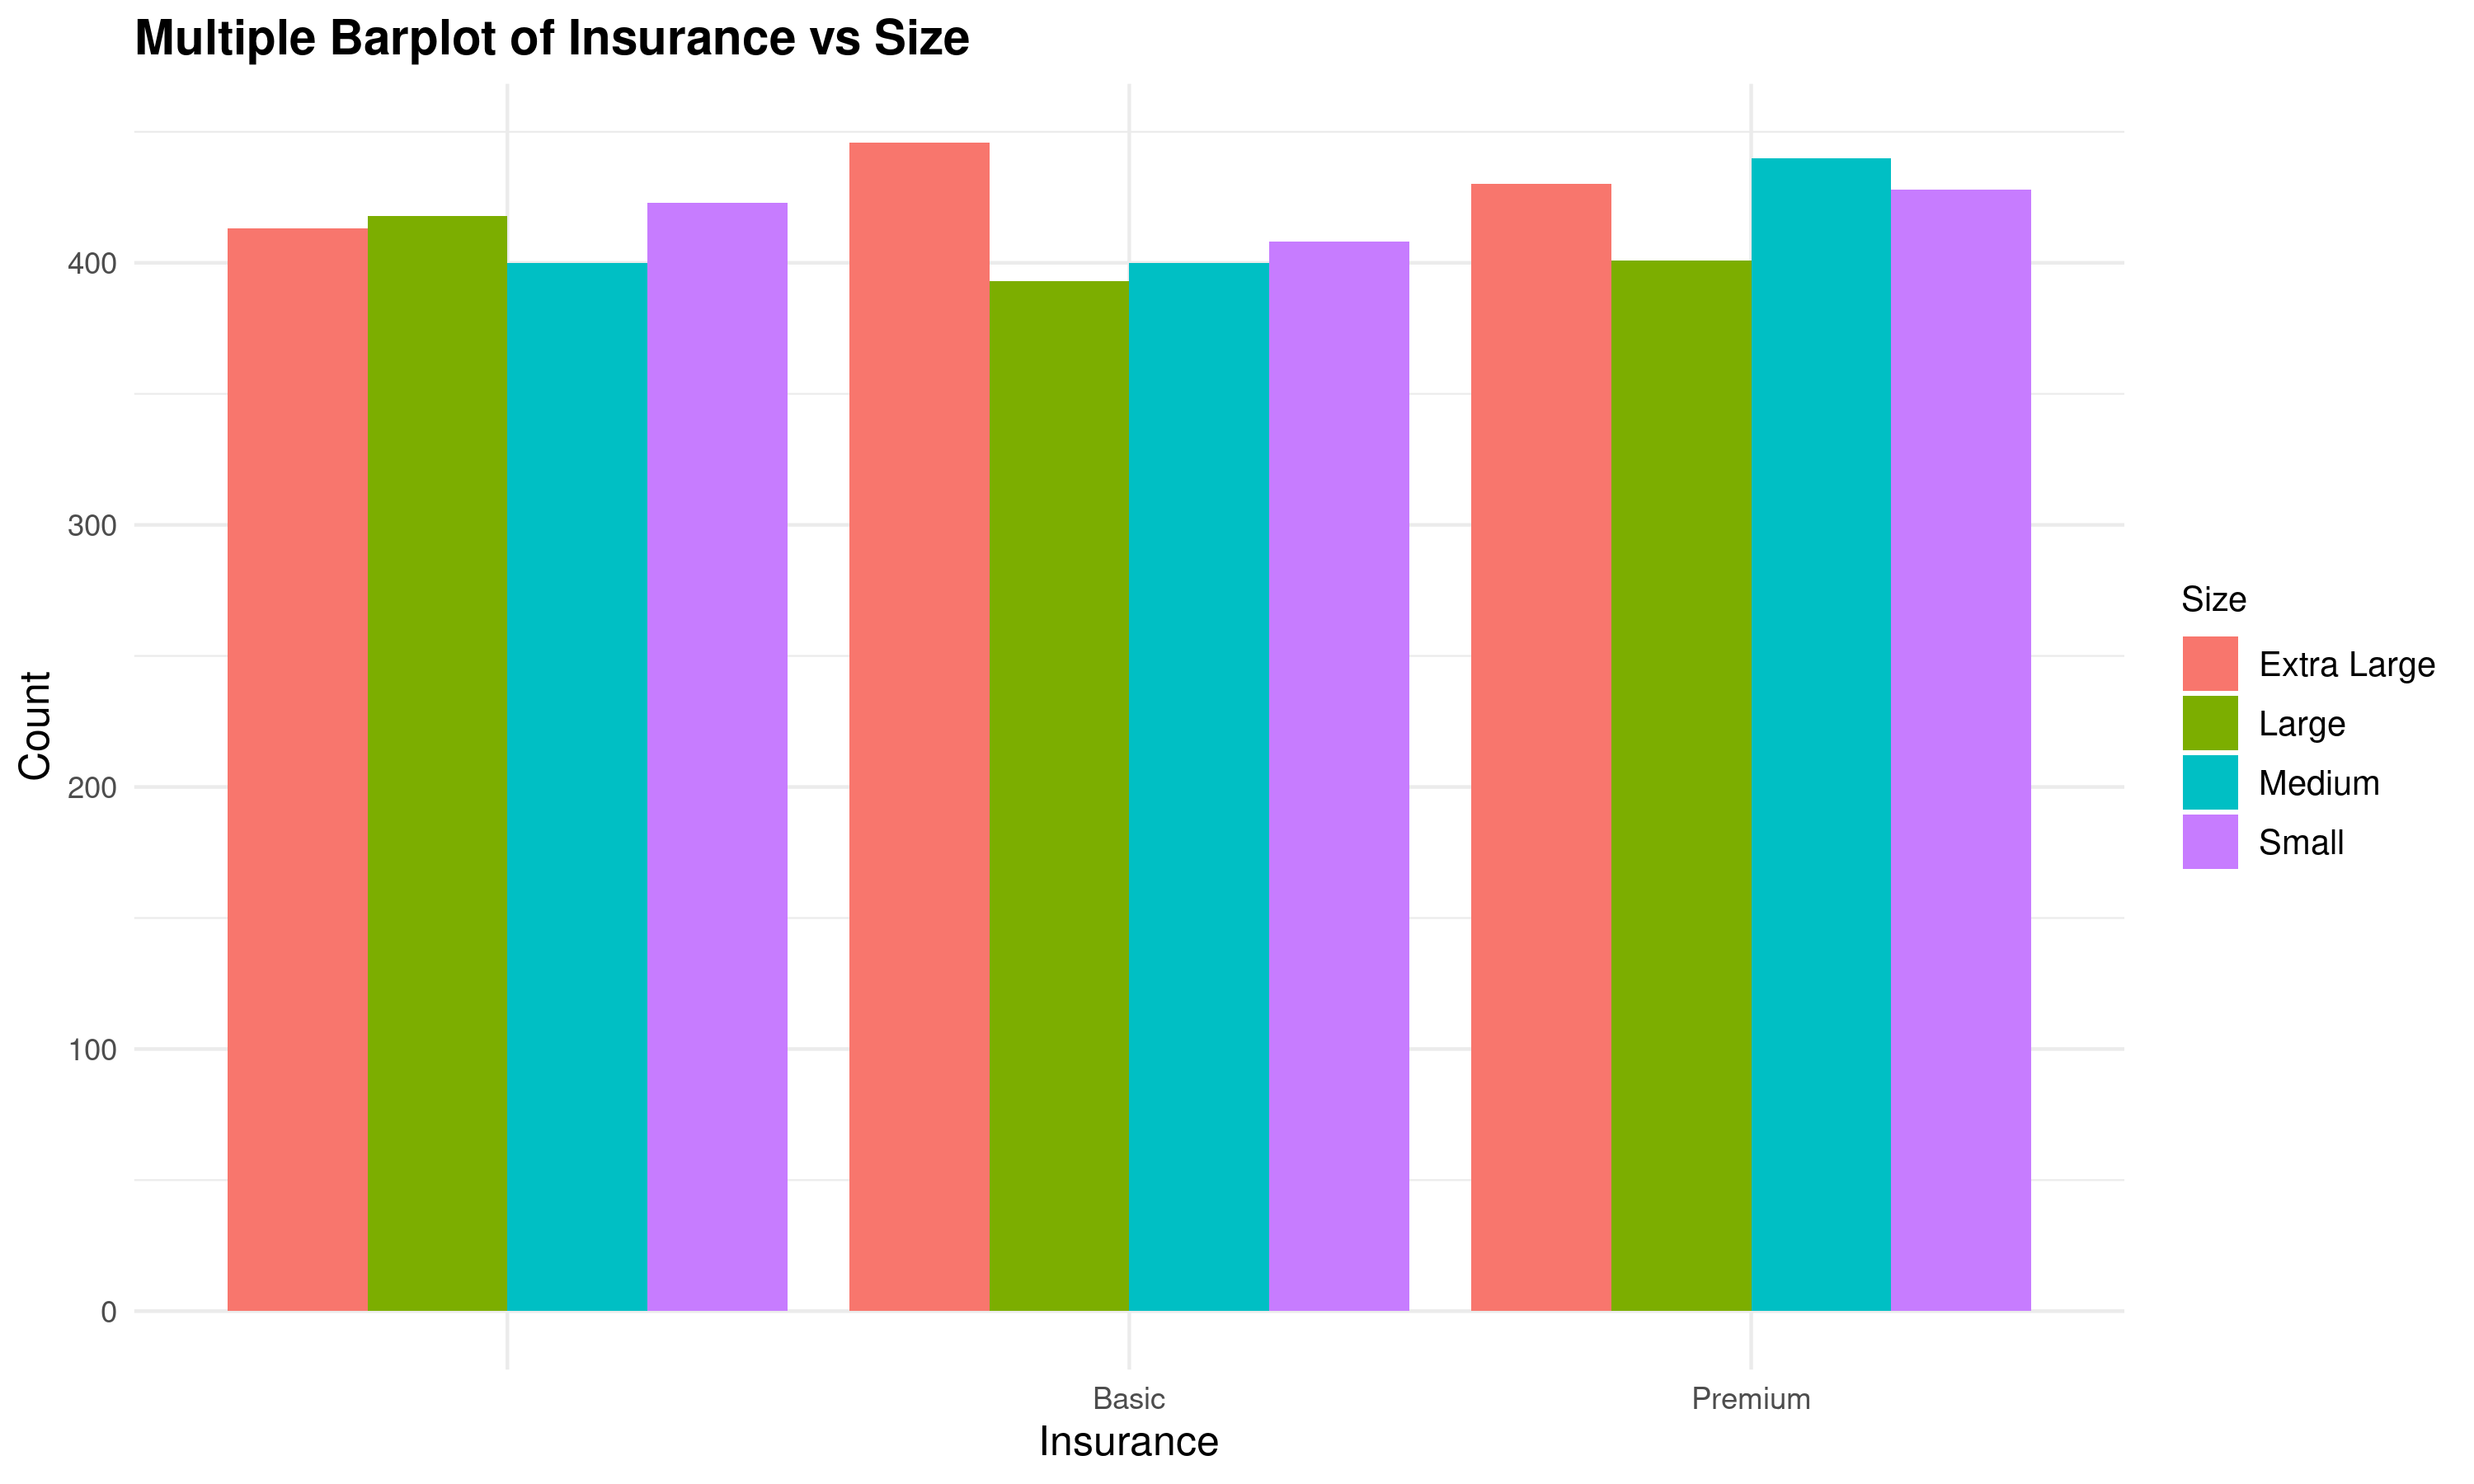 Multiple Barplot of Insurance vs Size
400
300
200
100
0
Count
Basic
Premium
Insurance
Size
Extra Large
Large
Medium
Small